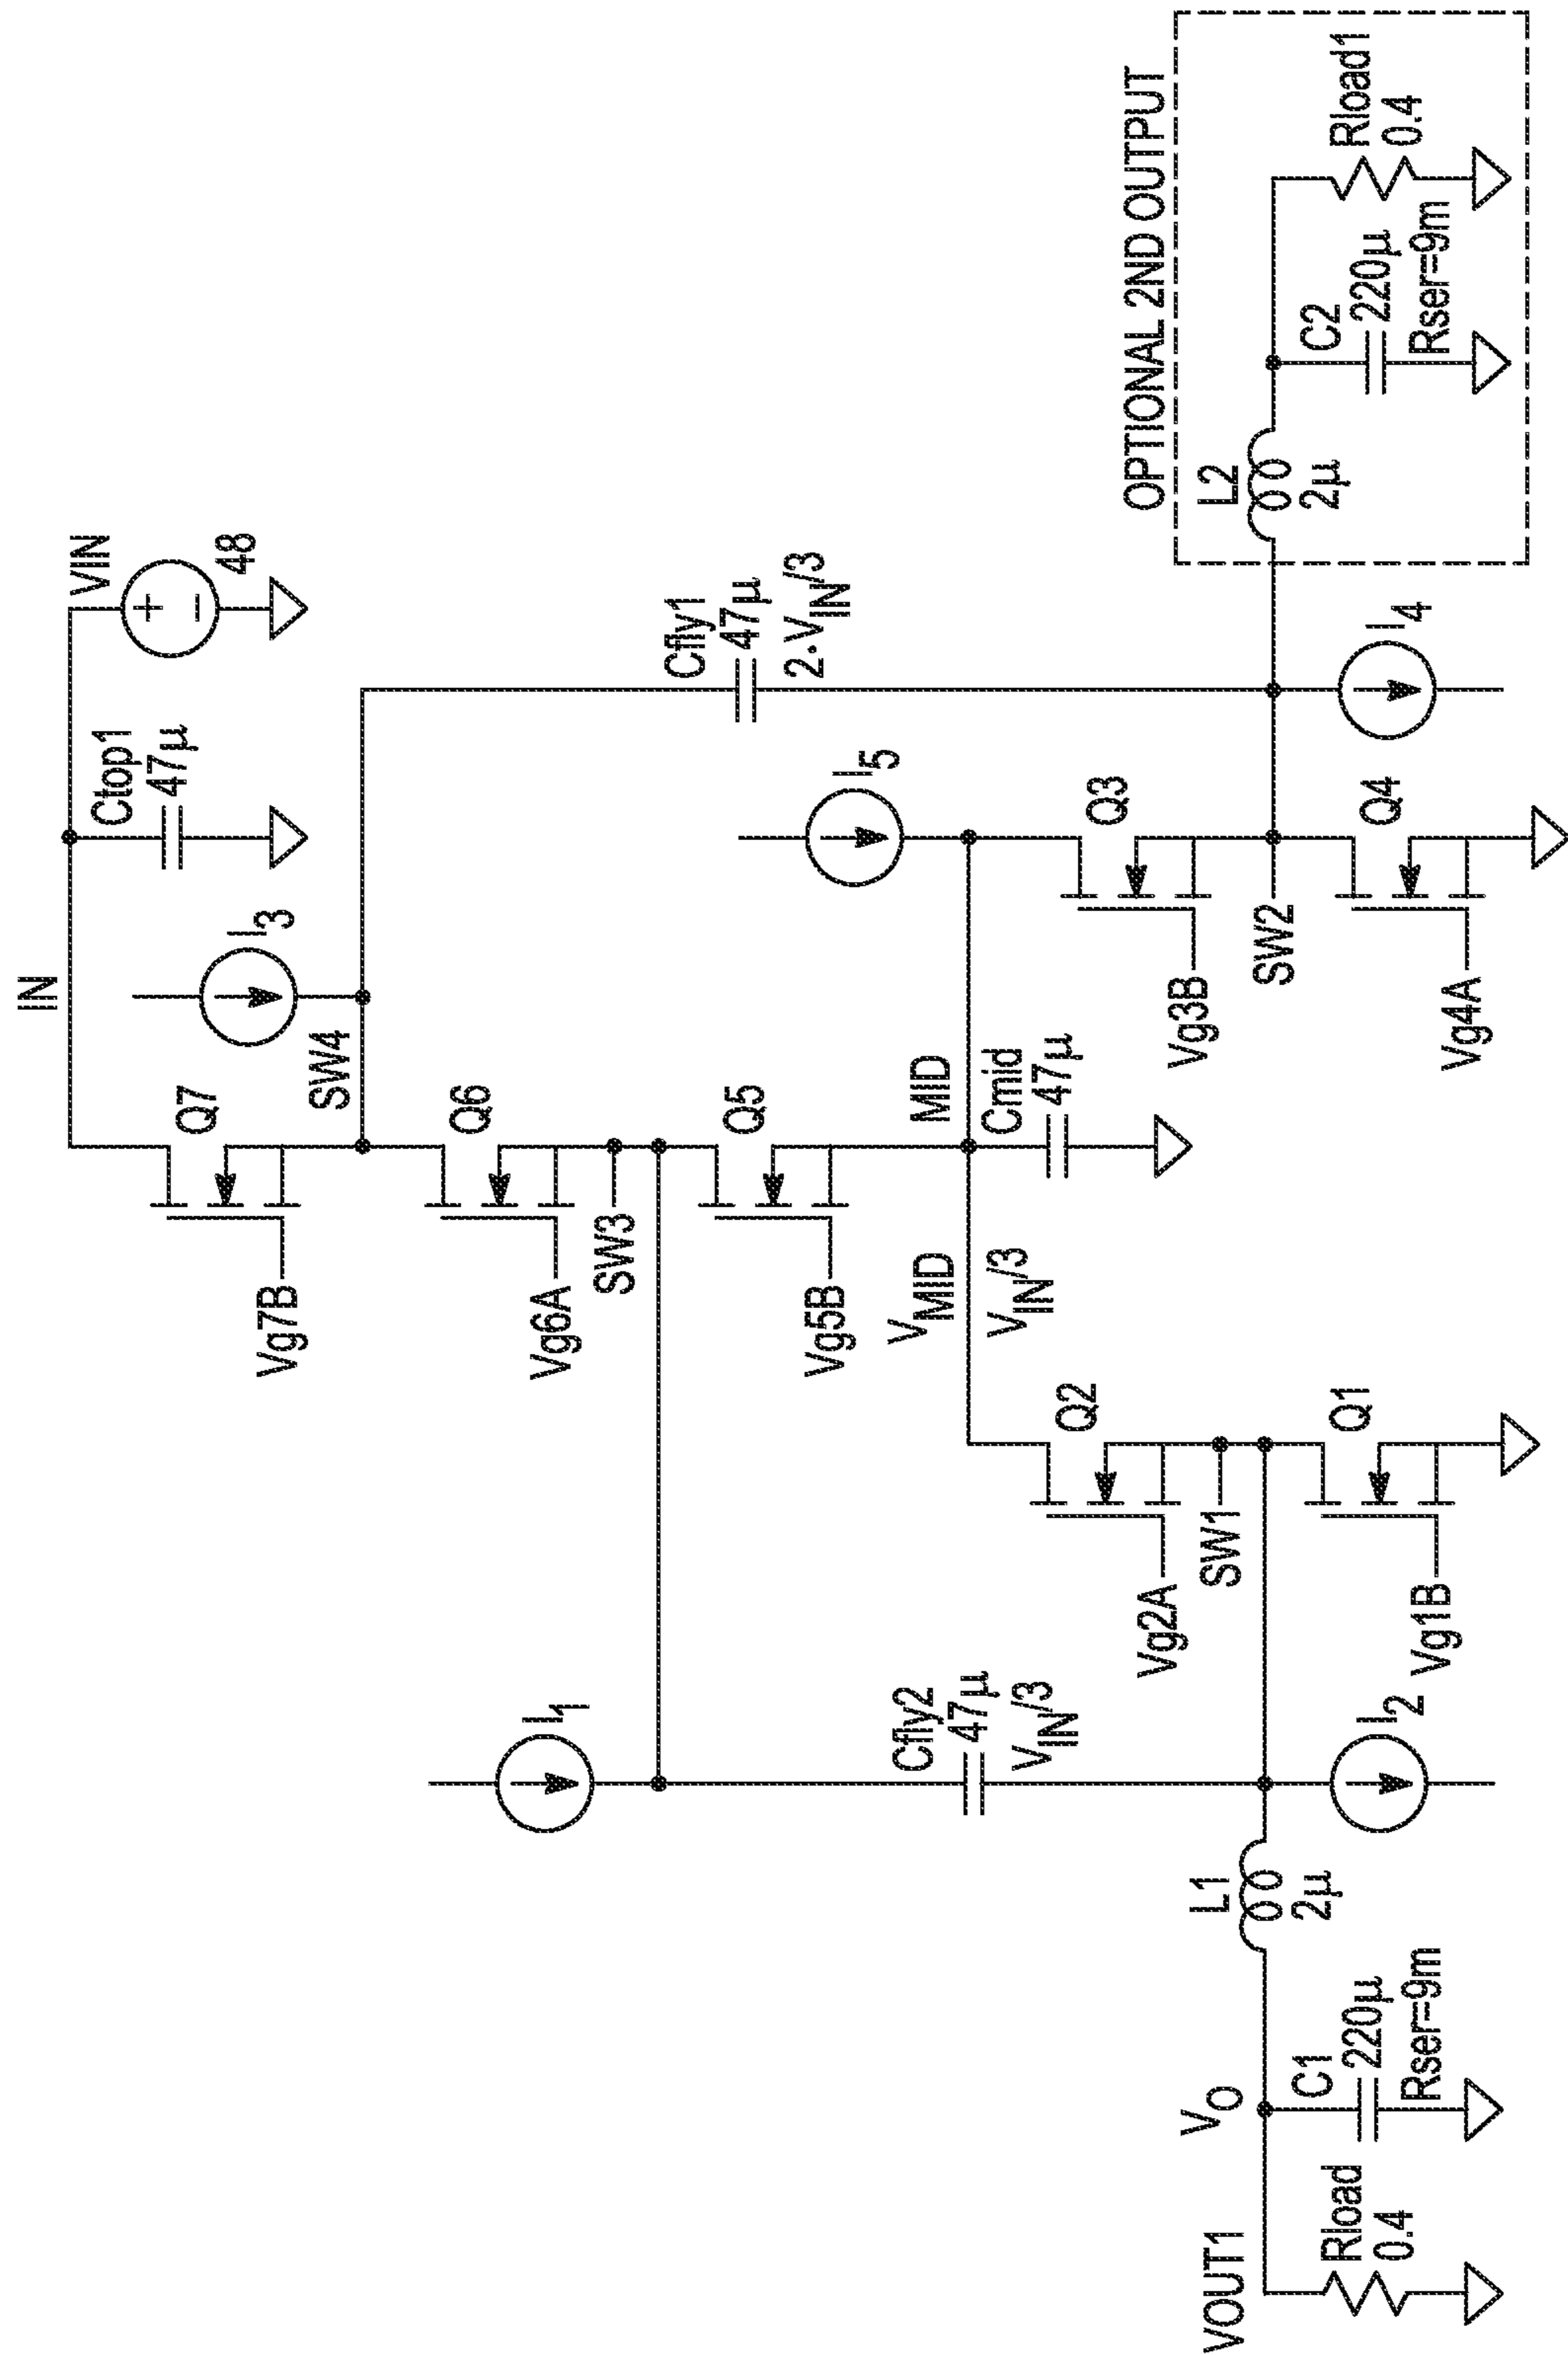 IN
VIN
48
Ctop1
47µ
I3
Q7
Vg7B
SW4
Q6
Vg6A
SW3
Q5
Vg5B
I1
Cfly1
47µ
2·VIN/3
I5
MID
VMID
VIN/3
Cmid
47µ
Q3
Vg3B
SW2
Q4
Vg4A
I4
OPTIONAL 2ND OUTPUT
L2
2µ
C2
220µ
Rser=9m
Rload1
0.4
Cfly2
47µ
VIN/3
Q2
Vg2A
SW1
Q1
Vg1B
I2
L1
2µ
VO
C1
220µ
Rser=9m
VOUT1
Rload
0.4